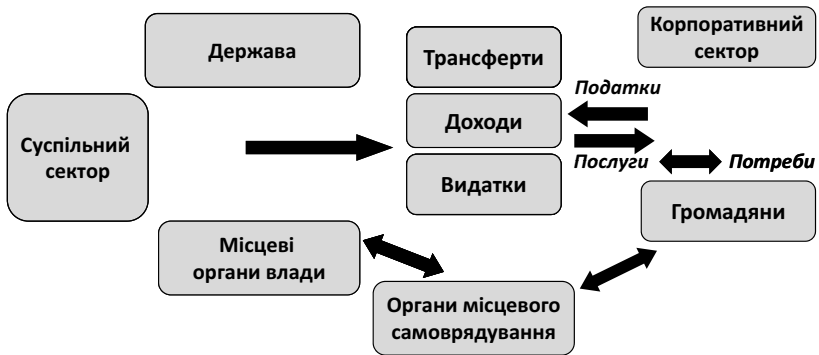 Держава
Трансферти
Корпоративний
сектор
Податки
Суспільний
сектор
Доходи
Послуги
Потреби
Видатки
Громадяни
Місцеві
органи влади
Органи місцевого
самоврядування